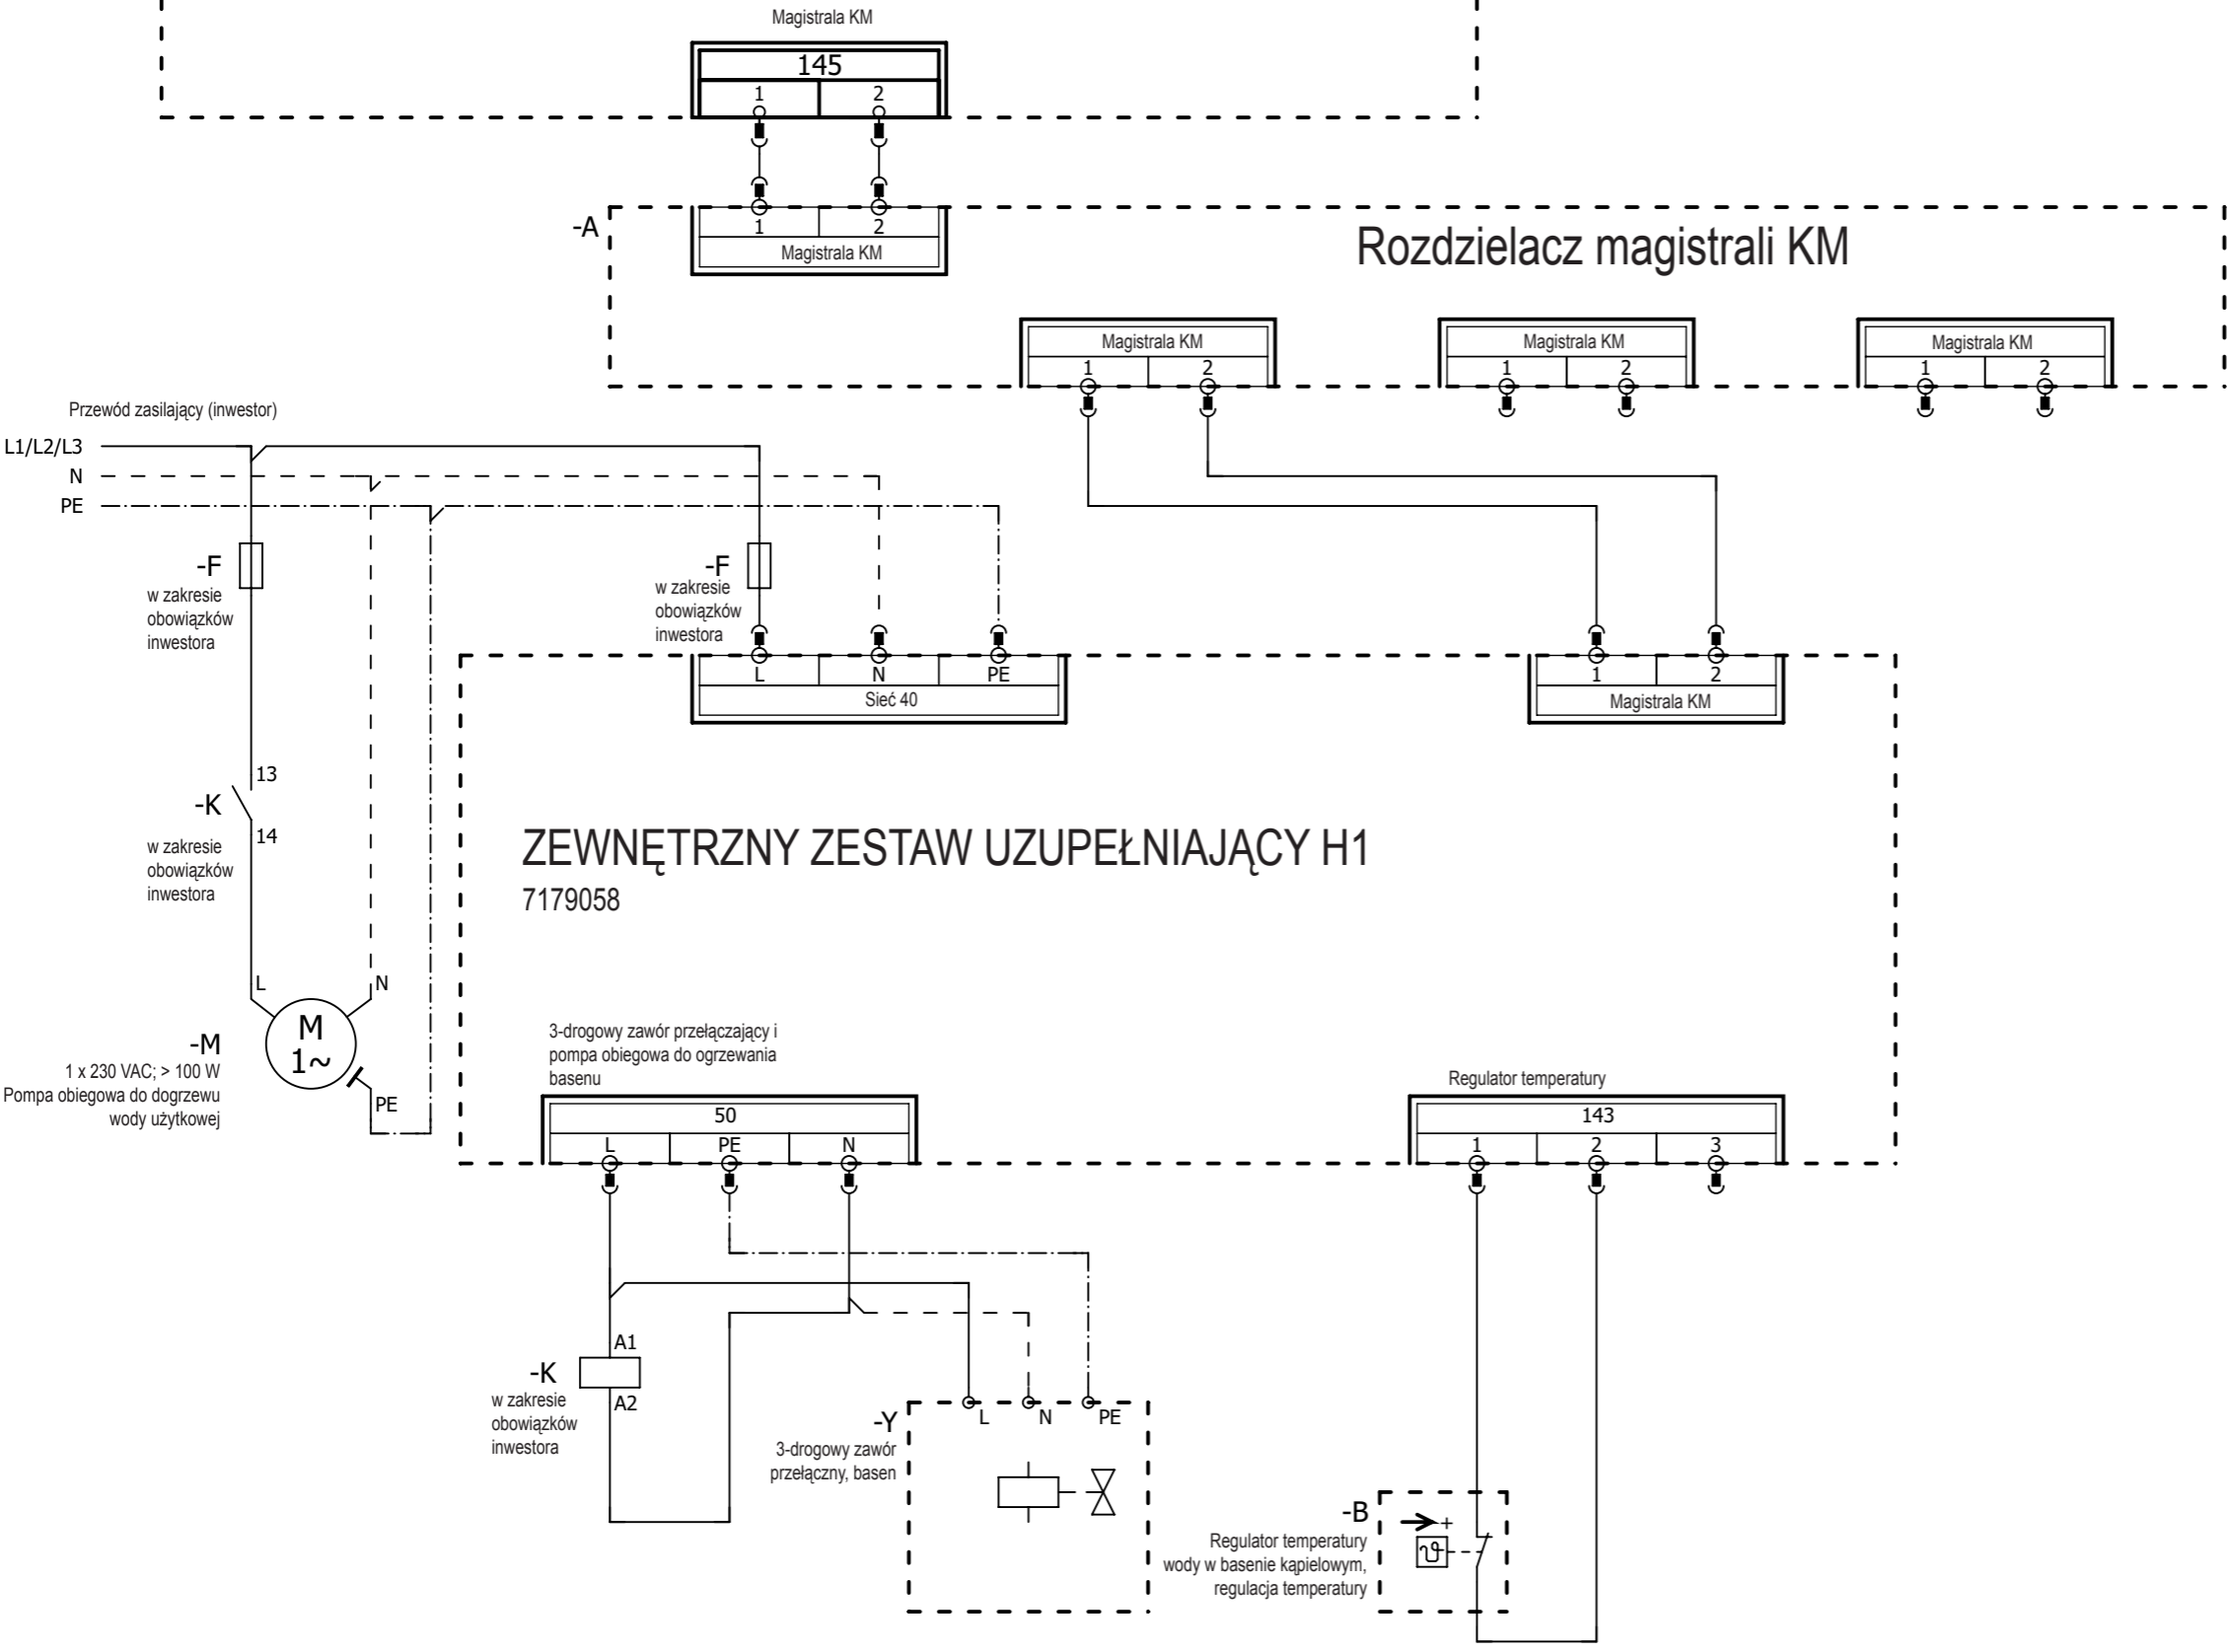 Magistrala KM
145
1 2
-A
1 2
Magistrala KM
Rozdzielacz magistrali KM
Magistrala KM
1 2
Magistrala KM
1 2
Magistrala KM
1 2
Przewód zasilający (inwestor)
L1/L2/L3
N
PE
-F
w zakresie
obowiązków
inwestora
-F
w zakresie
obowiązków
inwestora
L N PE
Sieć 40
1 2
Magistrala KM
13
-K
14
w zakresie
obowiązków
inwestora
ZEWNĘTRZNY ZESTAW UZUPEŁNIAJĄCY H1
7179058
L N
M
1~
-M
1 x 230 VAC; > 100 W
Pompa obiegowa do dogrzewu
wody użytkowej
PE
3-drogowy zawór przełączający i
pompa obiegowa do ogrzewania
basenu
50
L PE N
Regulator temperatury
143
1 2 3
A1
-K
A2
w zakresie
obowiązków
inwestora
-Y
L N PE
3-drogowy zawór
przełączny, basen
-B
Regulator temperatury
wody w basenie kąpielowym,
regulacja temperatury
+
ϑ